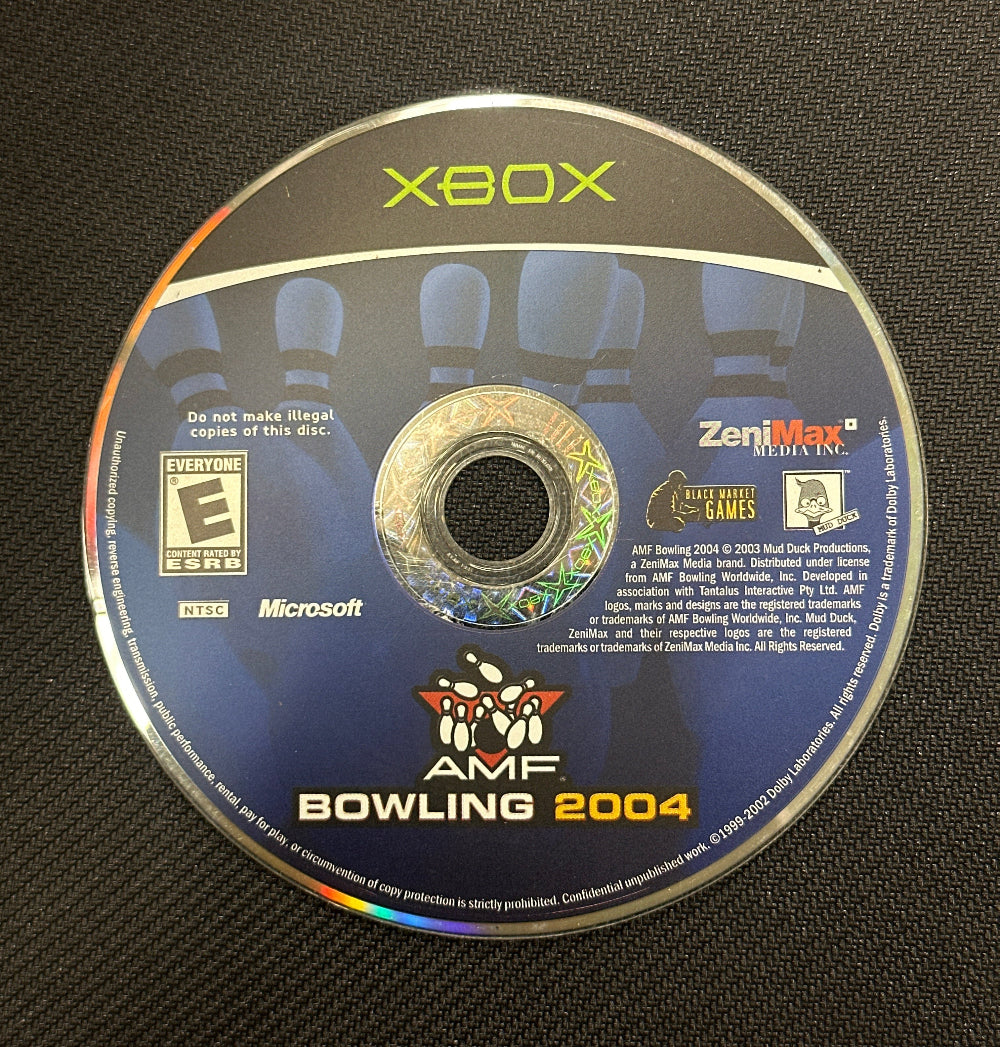 XBOX
Do not make illegal
copies of this disc.
EVERYONE
E
®
CONTENT RATED BY
ESRB
NTSC
Microsoft
ZeniMax
MEDIA INC.
BLACK MARKET
GAMES
™
MUD DUCK
AMF Bowling 2004 © 2003 Mud Duck Productions,
a ZeniMax Media brand. Distributed under license
from AMF Bowling Worldwide, Inc. Developed in
association with Tantalus Interactive Pty Ltd. AMF
logos, marks and designs are the registered trademarks
or trademarks of AMF Bowling Worldwide, Inc. Mud Duck,
ZeniMax and their respective logos are the registered
trademarks or trademarks of ZeniMax Media Inc. All Rights Reserved.
AMF
BOWLING 2004
Unauthorized copying, reverse engineering, transmission, public performance, rental, pay for play, or circumvention of copy protection is strictly prohibited. Confidential unpublished work. ©1999-2002 Dolby Laboratories. All rights reserved. Dolby is a trademark of Dolby Laboratories.